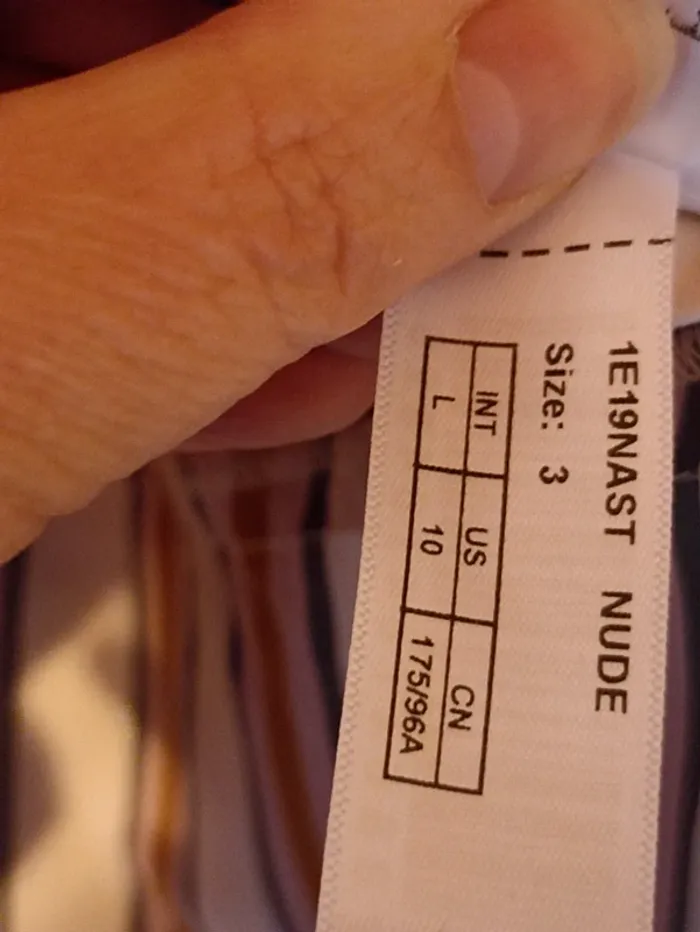 1E19NAST NUDE
Size: 3
INT US CN
L 10 175/96A